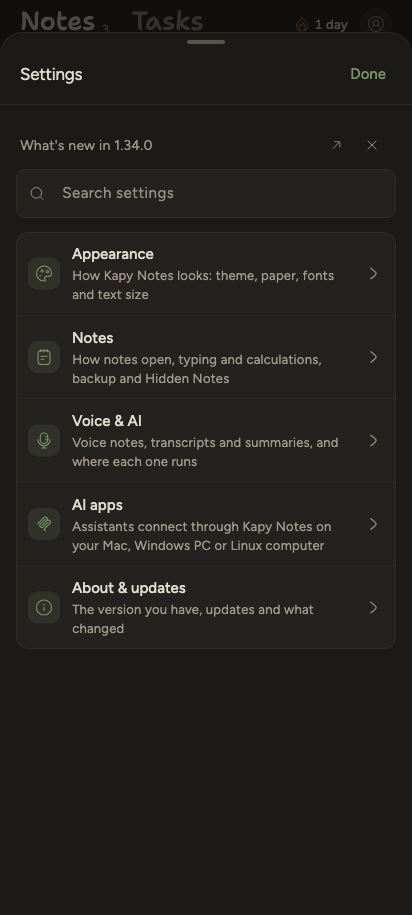 Notes 3 Tasks 1 day
Settings
Done
What's new in 1.34.0
Search settings
Appearance
How Kapy Notes looks: theme, paper, fonts
and text size
Notes
How notes open, typing and calculations,
backup and Hidden Notes
Voice & AI
Voice notes, transcripts and summaries, and
where each one runs
AI apps
Assistants connect through Kapy Notes on
your Mac, Windows PC or Linux computer
About & updates
The version you have, updates and what
changed